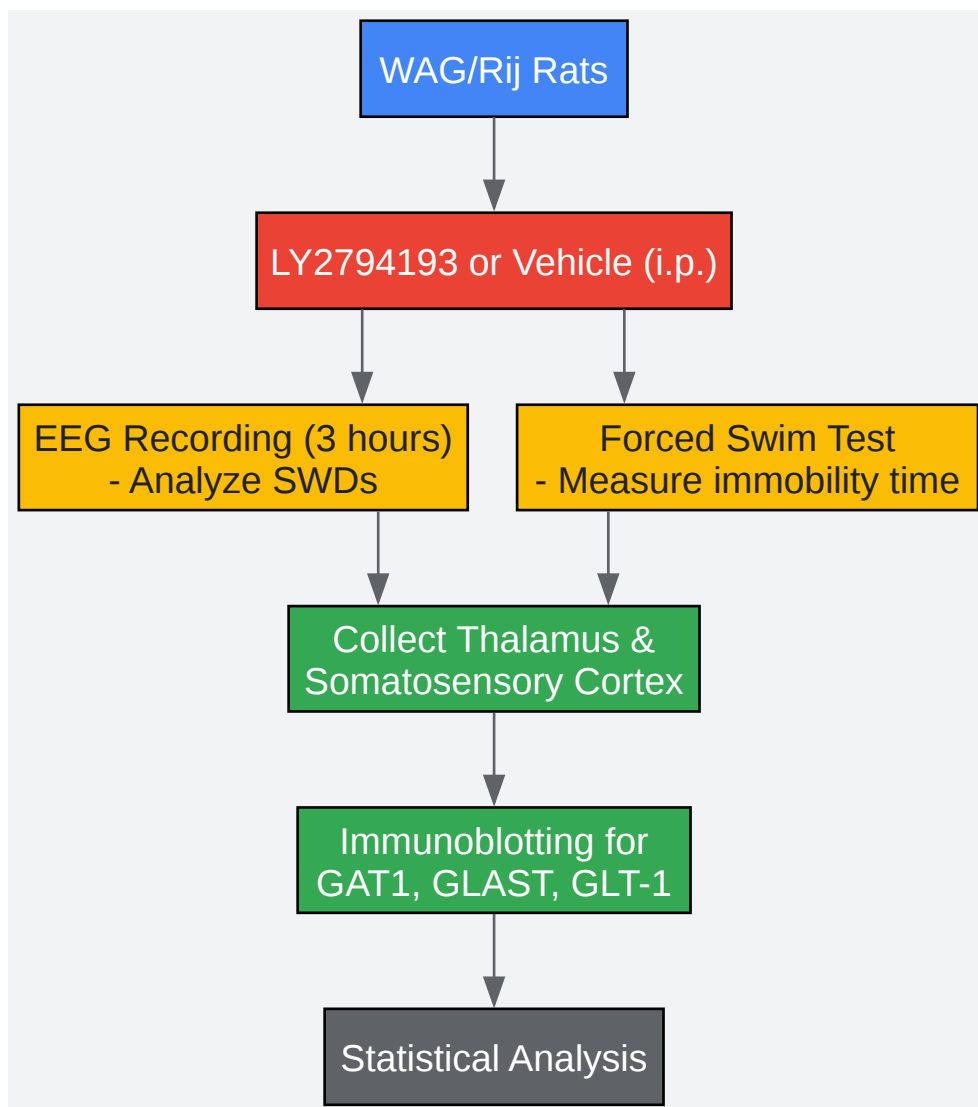 WAG/Rij Rats
LY2794193 or Vehicle (i.p.)
EEG Recording (3 hours)
- Analyze SWDs
Forced Swim Test
- Measure immobility time
Collect Thalamus &
Somatosensory Cortex
Immunoblotting for
GAT1, GLAST, GLT-1
Statistical Analysis